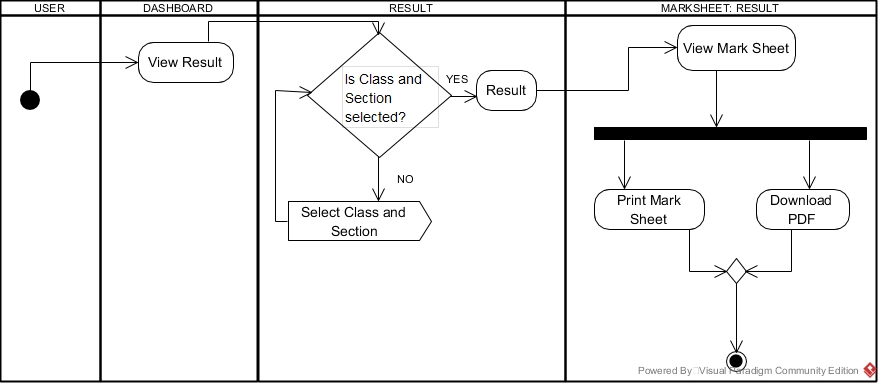 USER
DASHBOARD
RESULT
MARKSHEET: RESULT
View Result
Is Class and
Section
selected?
YES
Result
View Mark Sheet
NO
Select Class and
Section
Print Mark
Sheet
Download
PDF
Powered By Visual Paradigm Community Edition